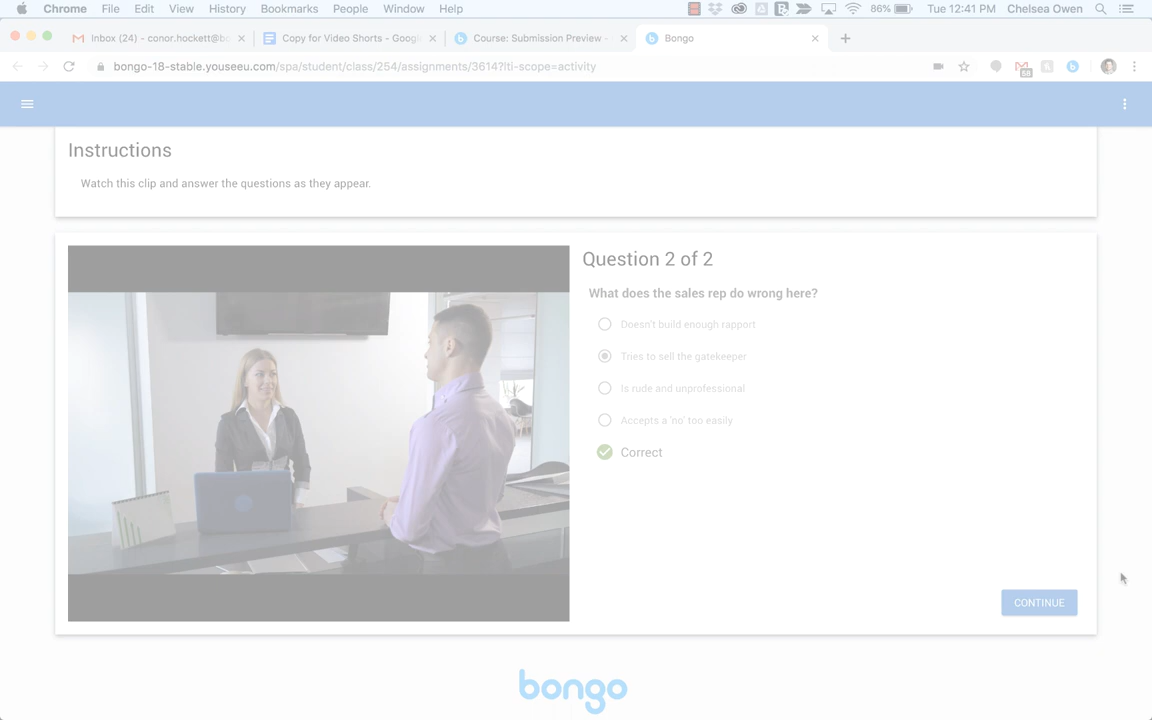 Chrome File Edit View History Bookmarks People Window Help 86% Tue 12:41 PM Chelsea Owen
Inbox (24) - conor.hockett@bo Copy for Video Shorts - Googl Course: Submission Preview - Bongo
bongo-18-stable.youseeu.com/spa/student/class/254/assignments/3614?lti-scope=activity
Instructions
Watch this clip and answer the questions as they appear.
Question 2 of 2
What does the sales rep do wrong here?
Doesn't build enough rapport
Tries to sell the gatekeeper
Is rude and unprofessional
Accepts a 'no' too easily
Correct
CONTINUE
bongo